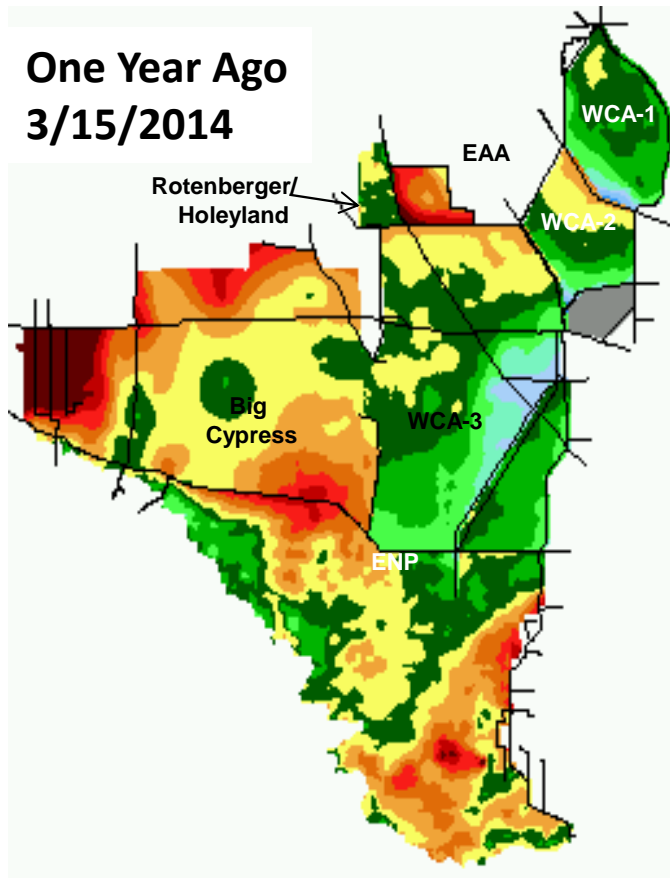 One Year Ago
3/15/2014
WCA-1
EAA
Rotenberger/
Holeyland
WCA-2
Big
Cypress
WCA-3
ENP